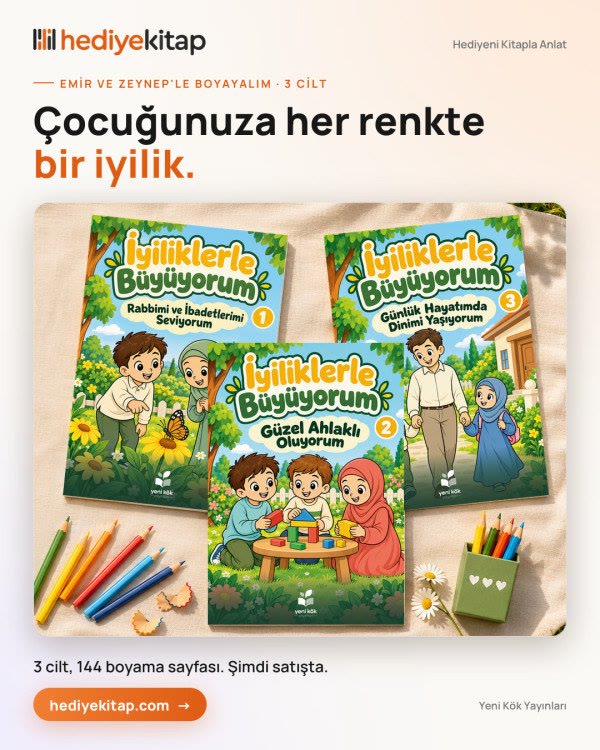 hediyekitap
Hediyeni Kitapla Anlat
EMİR VE ZEYNEP'LE BOYAYALIM · 3 CİLT
Çocuğunuza her renkte
bir iyilik.
İyiliklerle
Büyüyorum
Rabbimi ve İbadetlerimi
Seviyorum
1
yeni kök
İyiliklerle
Büyüyorum
Günlük Hayatımda
Dinimi Yaşıyorum
3
yeni kök
İyiliklerle
Büyüyorum
Güzel Ahlaklı
Oluyorum
2
yeni kök
3 cilt, 144 boyama sayfası. Şimdi satışta.
hediyekitap.com →
Yeni Kök Yayınları